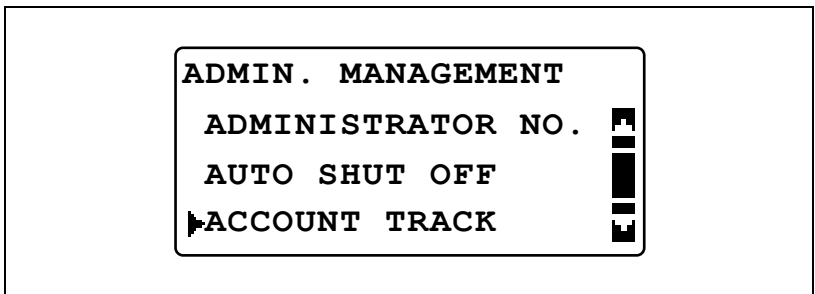 ADMIN. MANAGEMENT
ADMINISTRATOR NO.
AUTO SHUT OFF
ACCOUNT TRACK